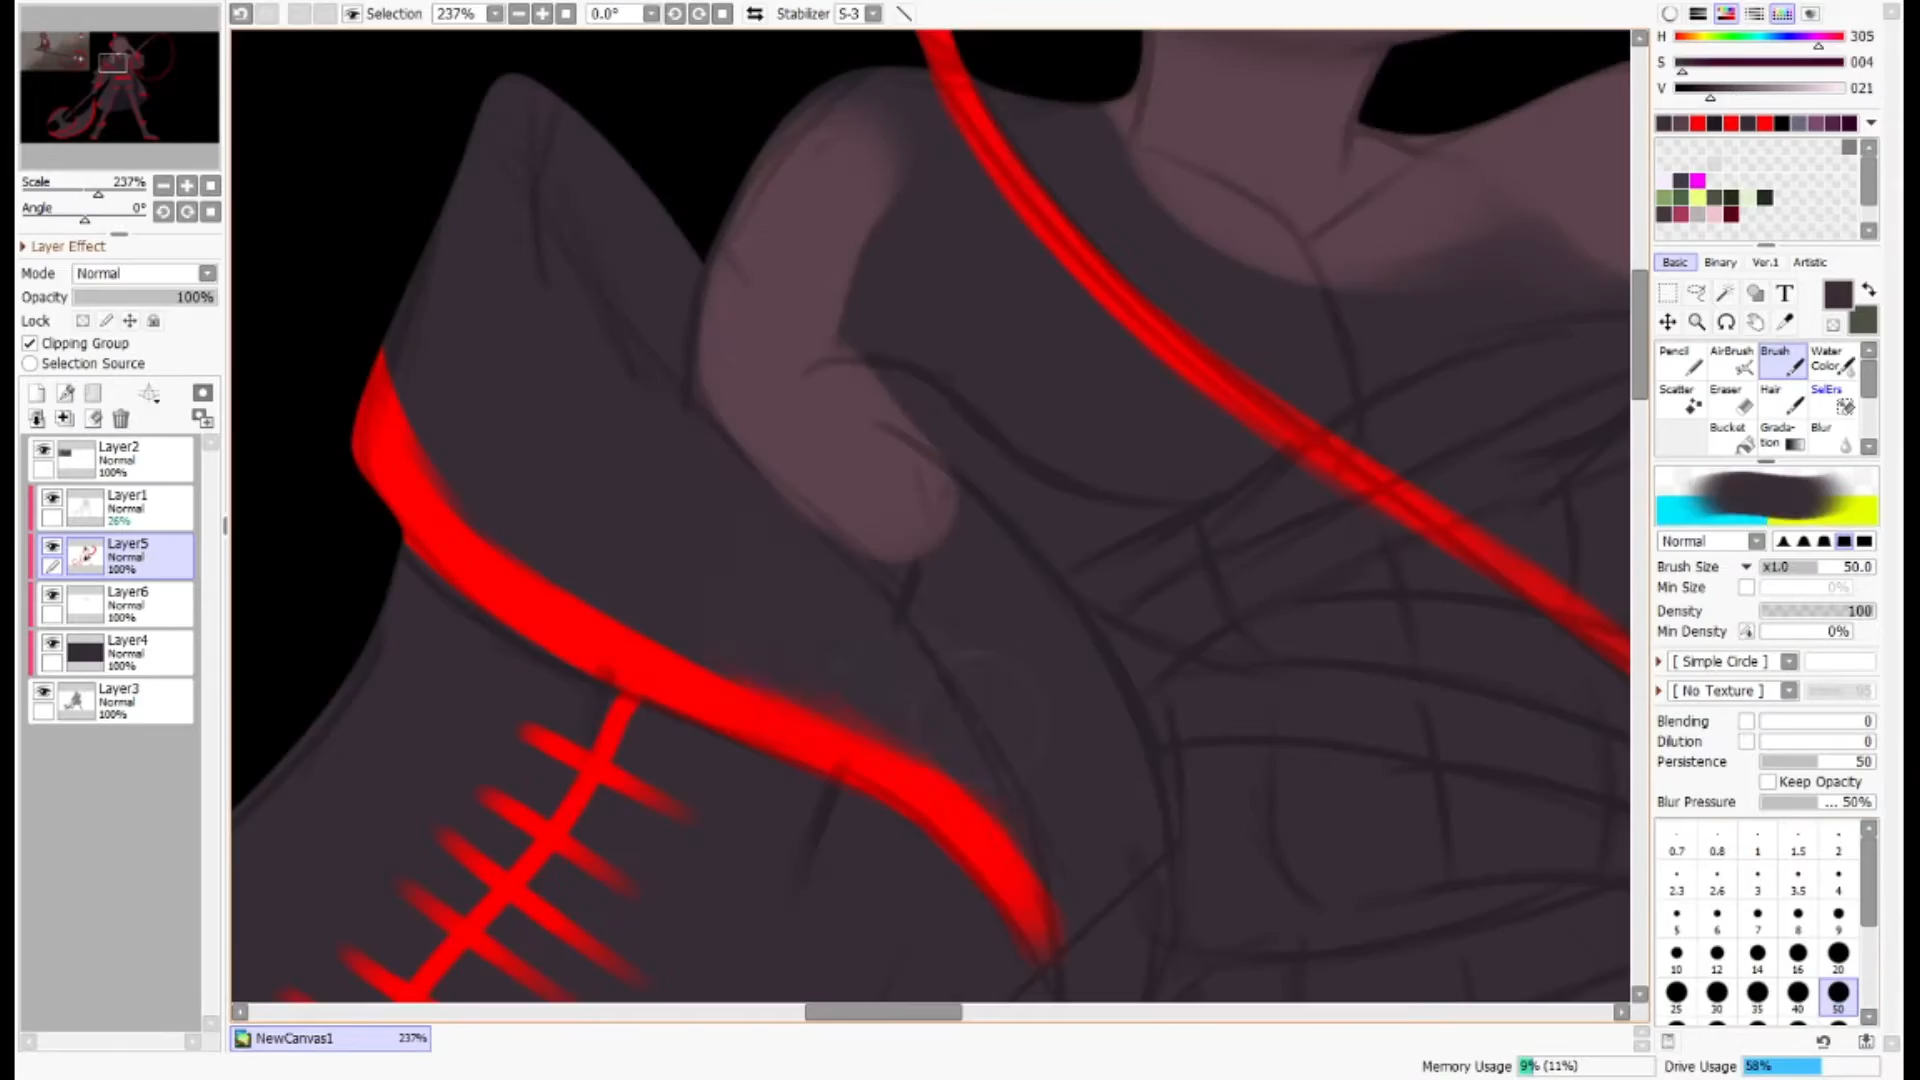 Selection 237% 0.0° Stabilizer S-3
Scale 237%
Angle 0°
Layer Effect
Mode Normal
Opacity 100%
Lock
Clipping Group
Selection Source
Layer2
Normal
100%
Layer1
Normal
26%
Layer5
Normal
100%
Layer6
Normal
100%
Layer4
Normal
100%
Layer3
Normal
100%
NewCanvas1 237%
H 305
S 004
V 021
Basic Binary Ver.1 Artistic
T
Pencil AirBrush Brush Water Color
Scatter Eraser Hair SelErs
Bucket Grada-tion Blur
Normal
Brush Size x1.0 50.0
Min Size 0%
Density 100
Min Density 0%
[ Simple Circle ]
[ No Texture ] 95
Blending 0
Dilution 0
Persistence 50
Keep Opacity
Blur Pressure ... 50%
0.7 0.8 1 1.5 2
2.3 2.6 3 3.5 4
5 6 7 8 9
10 12 14 16 20
25 30 35 40 50
Memory Usage 9% (11%) Drive Usage 58%